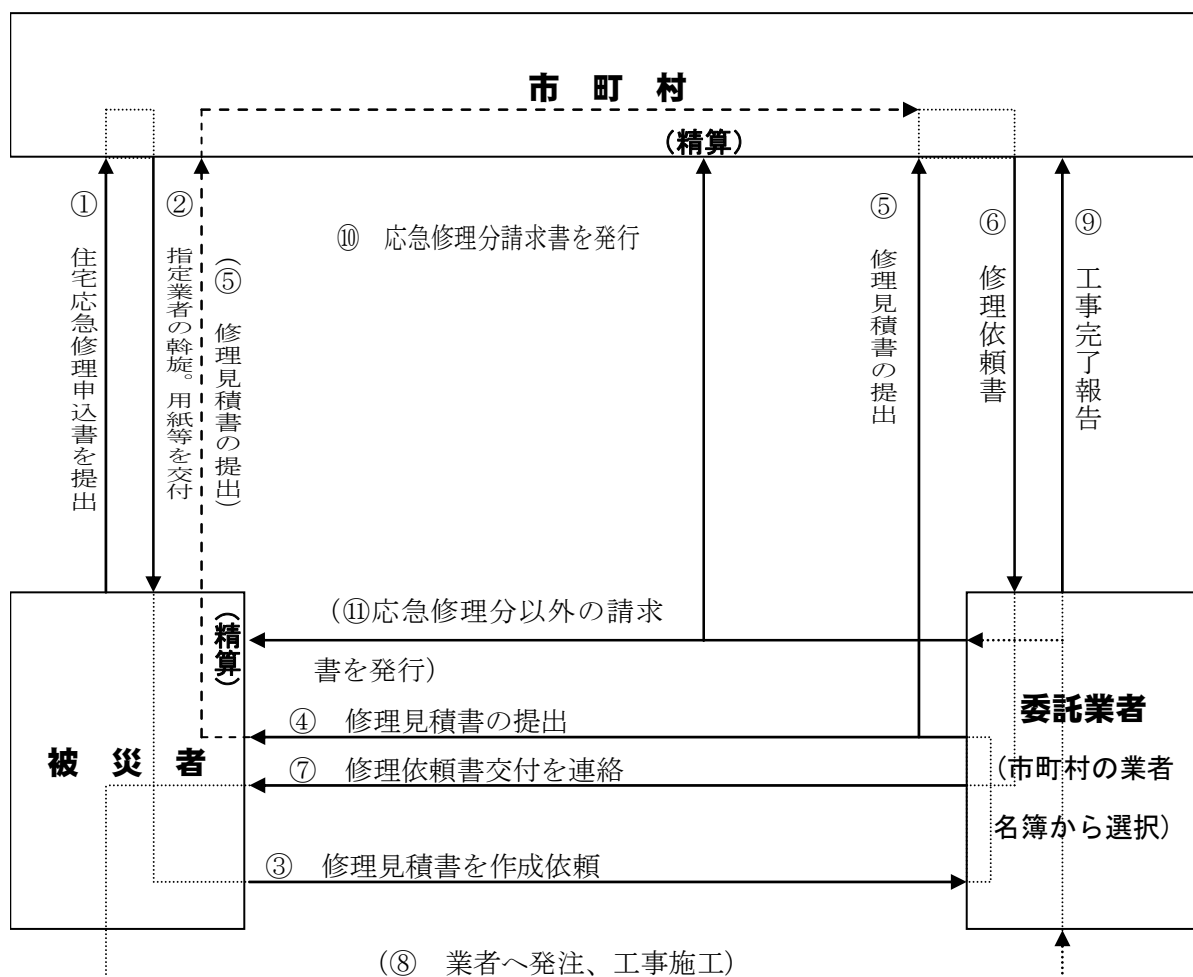 市 町 村
(精算)
① 住宅応急修理申込書を提出
② 指定業者の斡旋。用紙等を交付
(⑤ 修理見積書の提出)
⑩ 応急修理分請求書を発行
⑤ 修理見積書の提出
⑥ 修理依頼書
⑨ 工事完了報告
(精算)
(⑪応急修理分以外の請求
書を発行)
④ 修理見積書の提出
⑦ 修理依頼書交付を連絡
③ 修理見積書を作成依頼
被 災 者
委託業者
(市町村の業者
名簿から選択)
(⑧ 業者へ発注、工事施工)